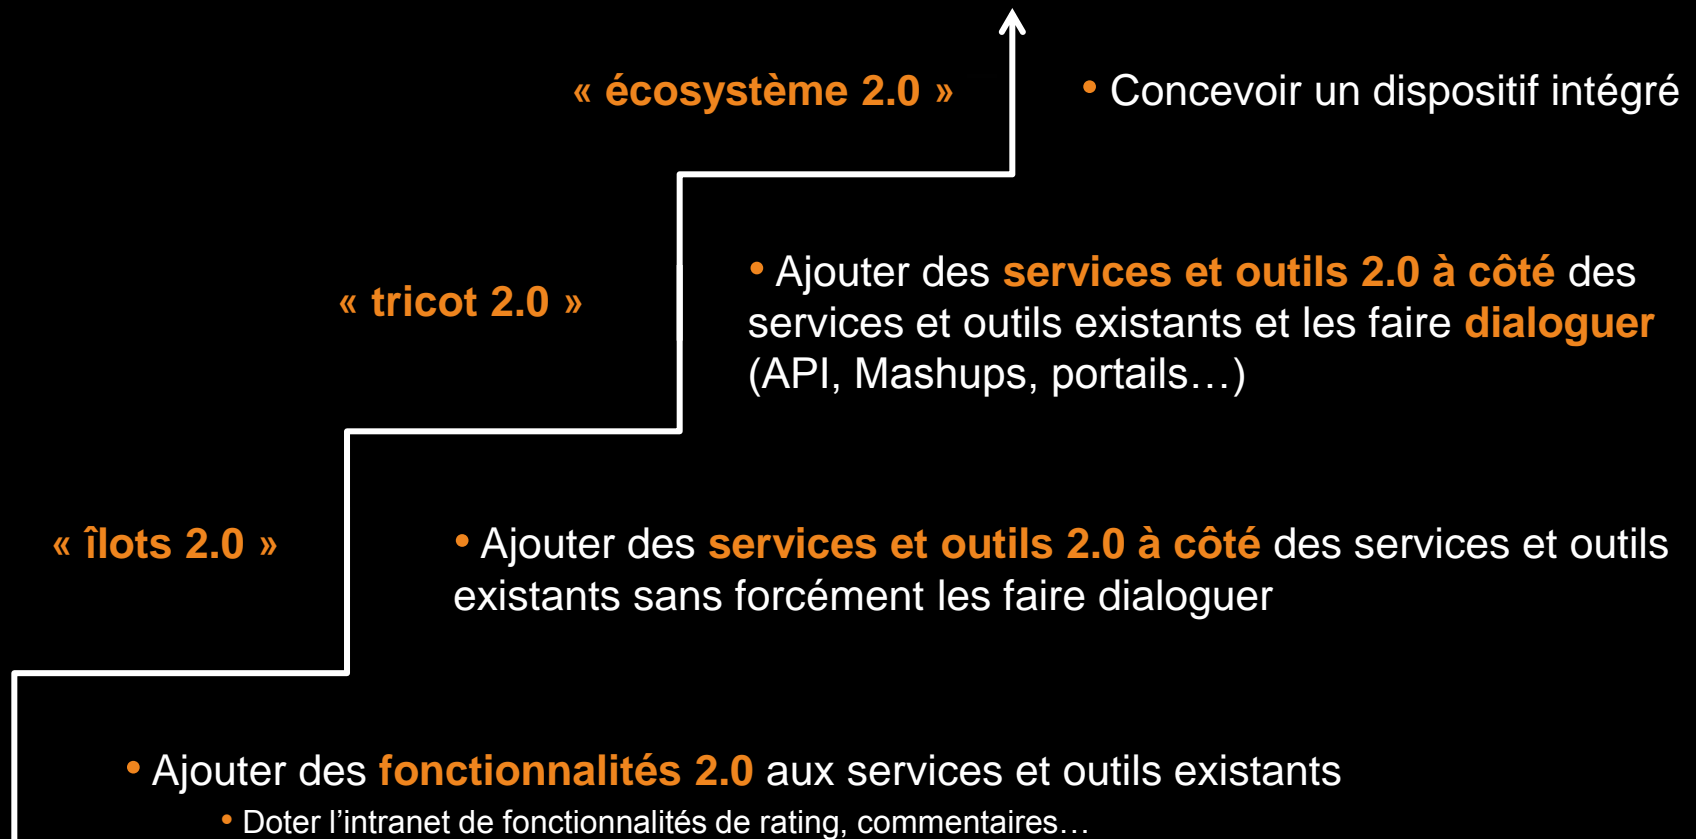 « écosystème 2.0 »
• Concevoir un dispositif intégré
« tricot 2.0 »
• Ajouter des services et outils 2.0 à côté des
services et outils existants et les faire dialoguer
(API, Mashups, portails…)
« îlots 2.0 »
• Ajouter des services et outils 2.0 à côté des services et outils
existants sans forcément les faire dialoguer
• Ajouter des fonctionnalités 2.0 aux services et outils existants
• Doter l’intranet de fonctionnalités de rating, commentaires…